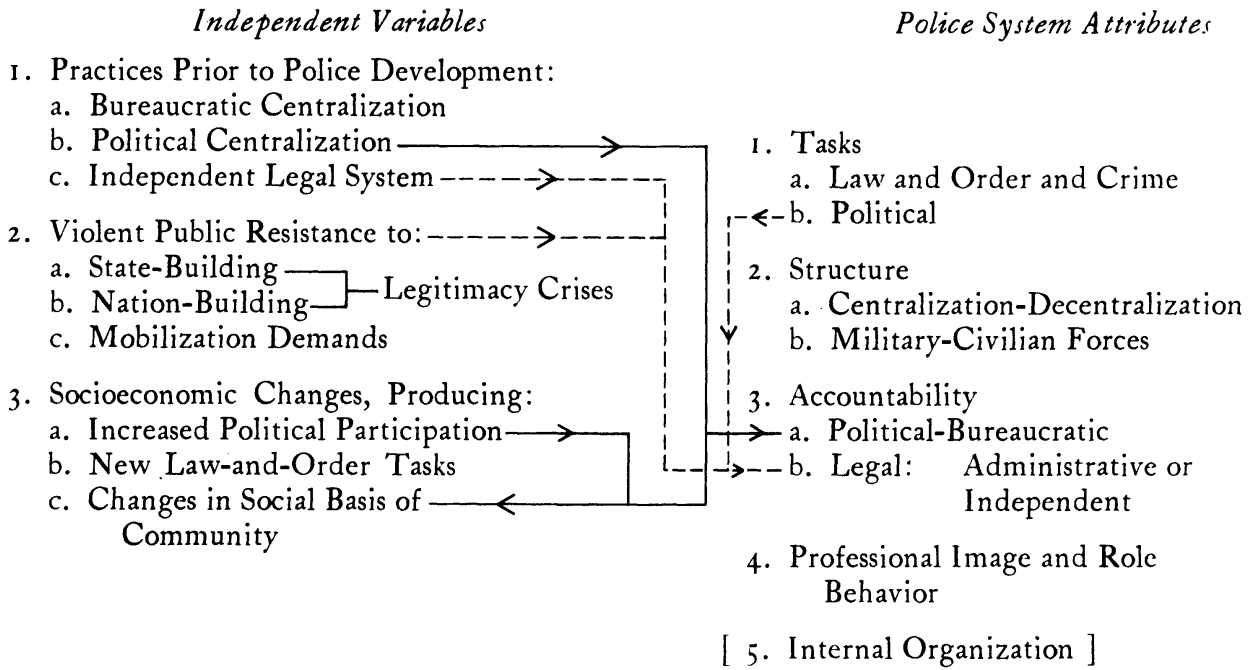 Independent Variables
1. Practices Prior to Police Development:
a. Bureaucratic Centralization
b. Political Centralization
c. Independent Legal System
2. Violent Public Resistance to:
a. State-Building
b. Nation-Building
Legitimacy Crises
c. Mobilization Demands
3. Socioeconomic Changes, Producing:
a. Increased Political Participation
b. New Law-and-Order Tasks
c. Changes in Social Basis of
Community
Police System Attributes
1. Tasks
a. Law and Order and Crime
b. Political
2. Structure
a. Centralization-Decentralization
b. Military-Civilian Forces
3. Accountability
a. Political-Bureaucratic
b. Legal: Administrative or
Independent
4. Professional Image and Role
Behavior
[ 5. Internal Organization ]